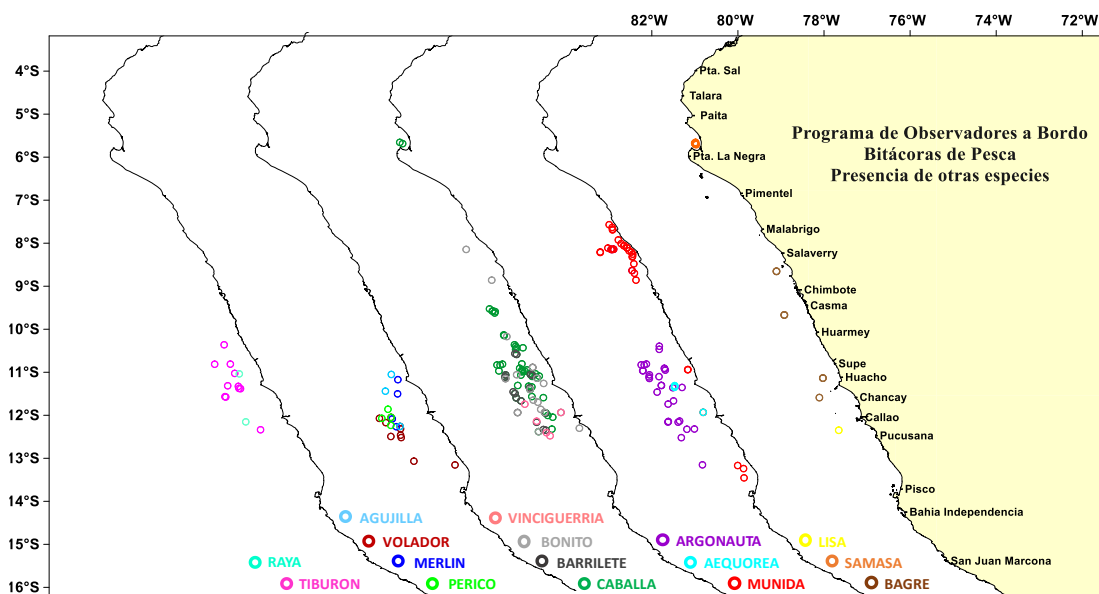 82°W 80°W 78°W 76°W 74°W 72°W
4°S
5°S
6°S
7°S
8°S
9°S
10°S
11°S
12°S
13°S
14°S
15°S
16°S
Pta. Sal
Talara
Paita
Pta. La Negra
Pimentel
Malabrigo
Salaverry
Chimbote
Casma
Huarmey
Supe
Huacho
Chancay
Callao
Pucusana
Pisco
Bahia Independencia
San Juan Marcona
Programa de Observadores a Bordo
Bitácoras de Pesca
Presencia de otras especies
RAYA
TIBURON
AGUJILLA
VOLADOR
MERLIN
PERICO
VINCIGUERRIA
BONITO
BARRILETE
CABALLA
ARGONAUTA
AEQUOREA
MUNIDA
LISA
SAMASA
BAGRE